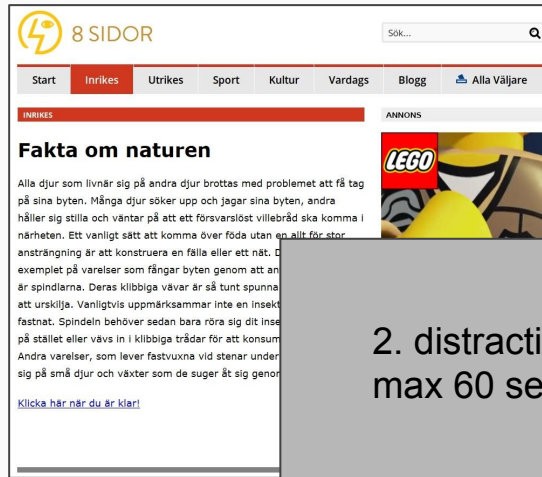 8 SIDOR
Sök...
Start Inrikes Utrikes Sport Kultur Vardags Blogg Alla Väljare
INRIKES
ANNONS
Fakta om naturen
LEGO
Alla djur som livnär sig på andra djur brottas med problemet att få tag
på sina byten. Många djur söker upp och jagar sina byten, andra
håller sig stilla och väntar på att ett försvarslöst villebråd ska komma i
närheten. Ett vanligt sätt att komma över föda utan en allt för stor
ansträngning är att konstruera en fälla eller ett nät.
exemplet på varelser som fångar byten genom att
är spindlarna. Deras klibbiga vävar är så tunt spunna
att urskilja. Vanligtvis uppmärksammar inte en insekt
fastnat. Spindeln behöver sedan bara röra sig dit
på stället eller vävs in i klibbiga trådar för att
Andra varelser, som lever fastvuxna vid stenar under
sig på små djur och växter som de suger åt sig
Klicka här när du är klar!
2.
max 60